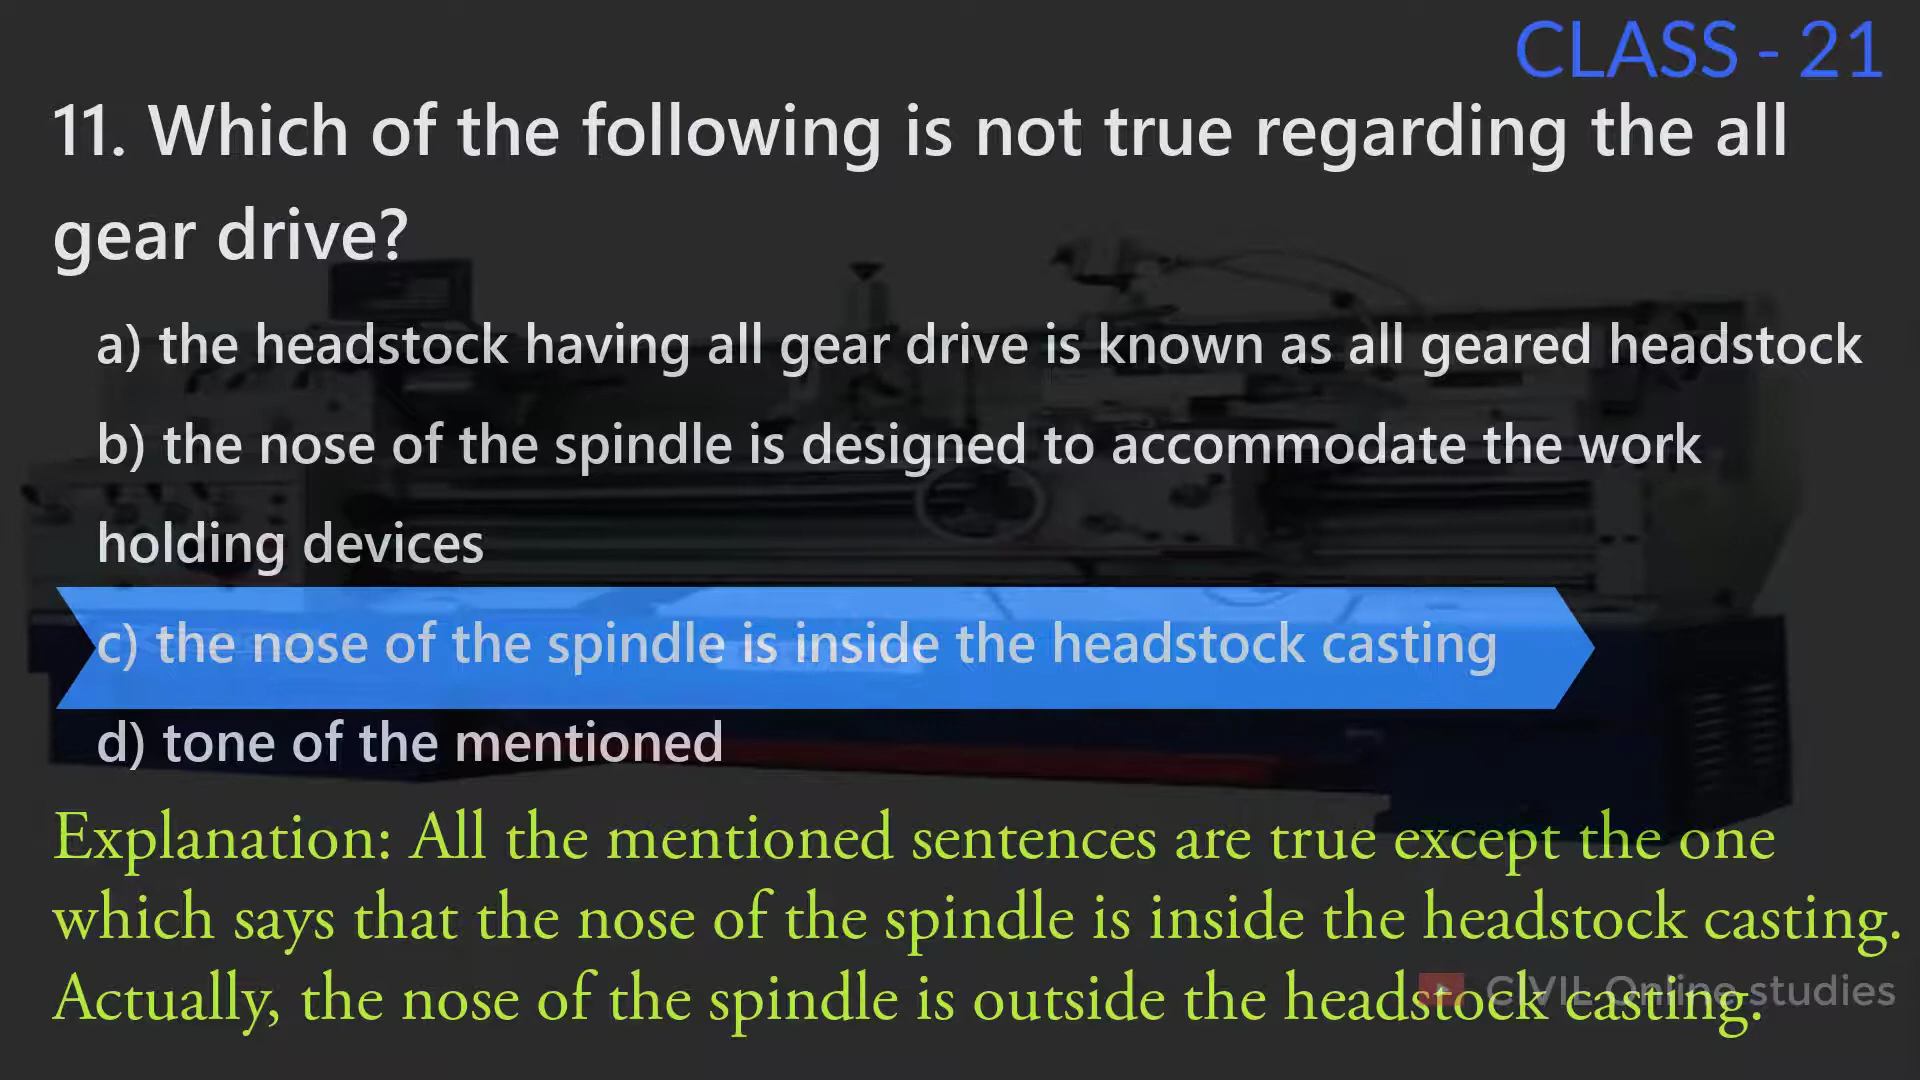 CLASS - 21
11. Which of the following is not true regarding the all
gear drive?
a) the headstock having all gear drive is known as all geared headstock
b) the nose of the spindle is designed to accommodate the work
holding devices
c) the nose of the spindle is inside the headstock casting
d) tone of the mentioned
Explanation: All the mentioned sentences are true except the one
which says that the nose of the spindle is inside the headstock casting.
Actually, the nose of the spindle is outside the headstock casting.
CIVIL Online studies